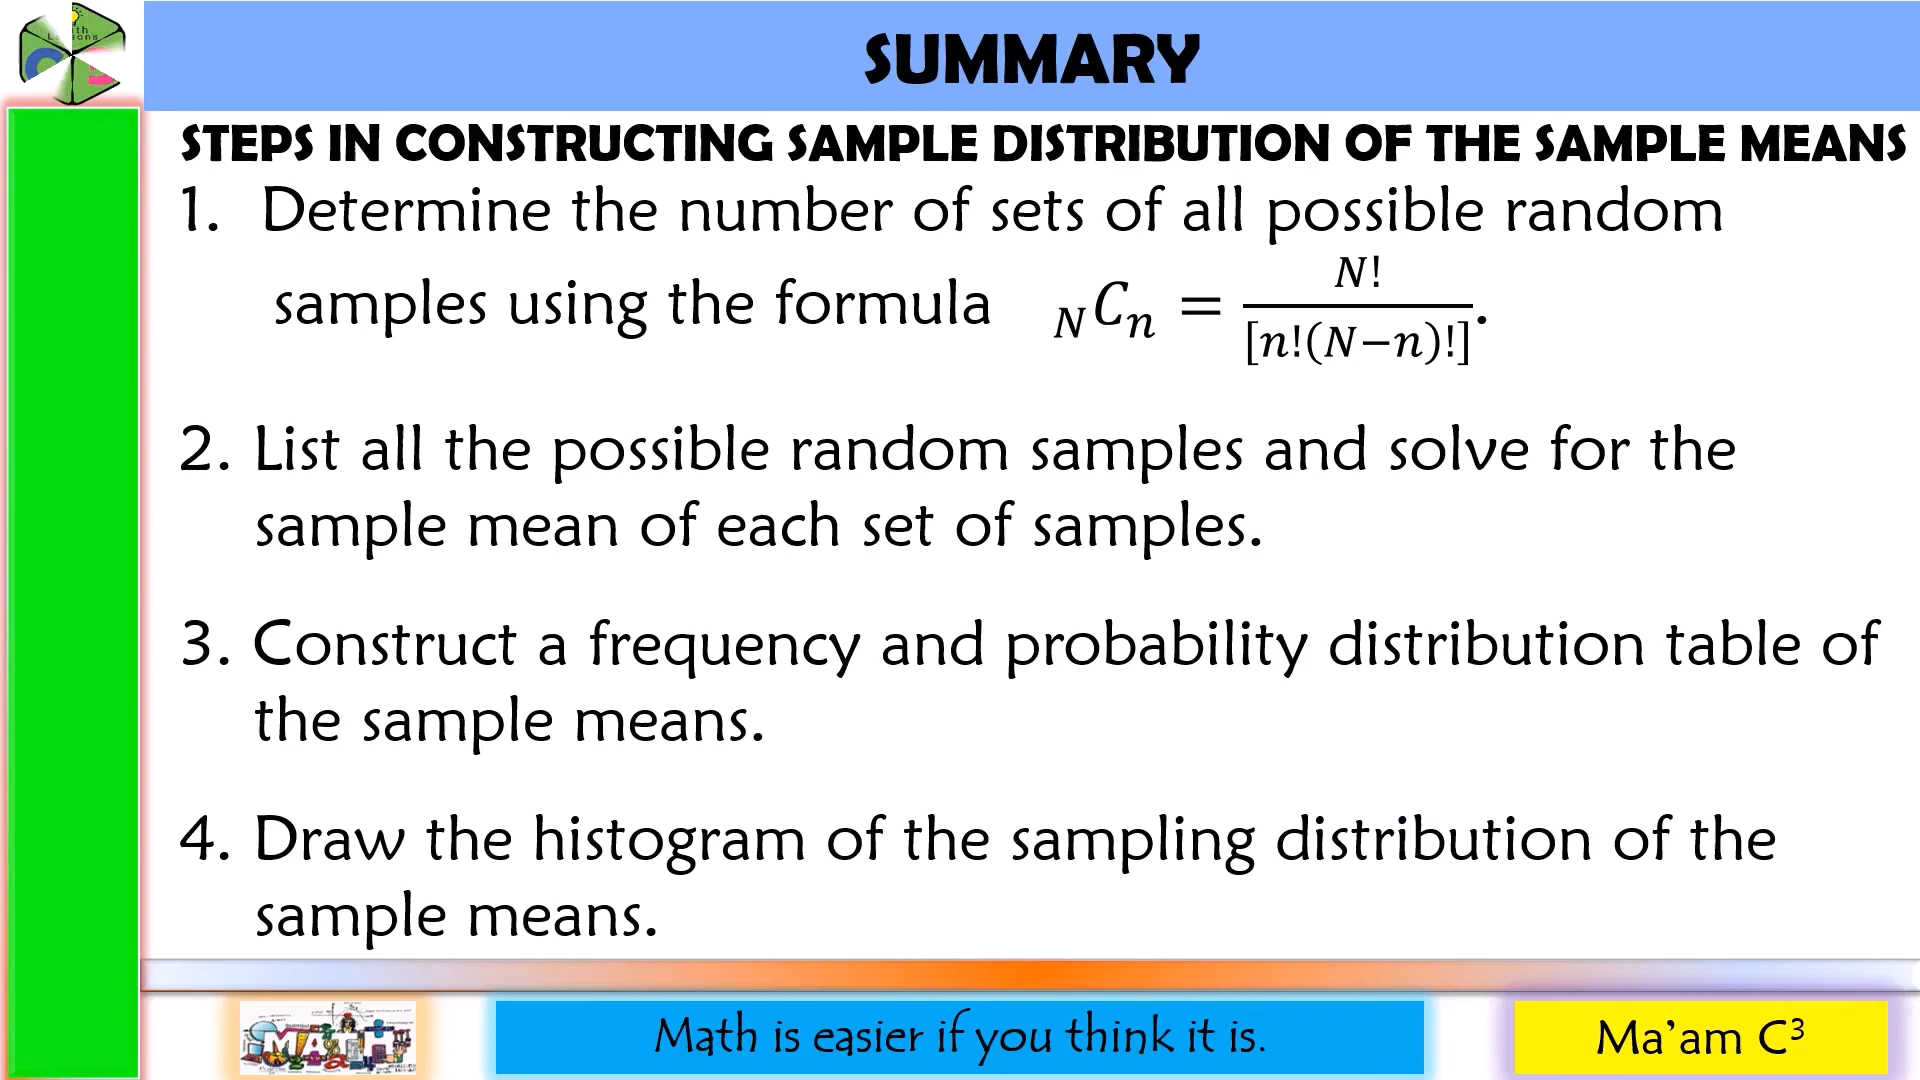 SUMMARY
STEPS IN CONSTRUCTING SAMPLE DISTRIBUTION OF THE SAMPLE MEANS
1. Determine the number of sets of all possible random
samples using the formula NCn = N! / [n!(N−n)!].
2. List all the possible random samples and solve for the
sample mean of each set of samples.
3. Construct a frequency and probability distribution table of
the sample means.
4. Draw the histogram of the sampling distribution of the
sample means.
MATH
Math is easier if you think it is.
Ma’am C³